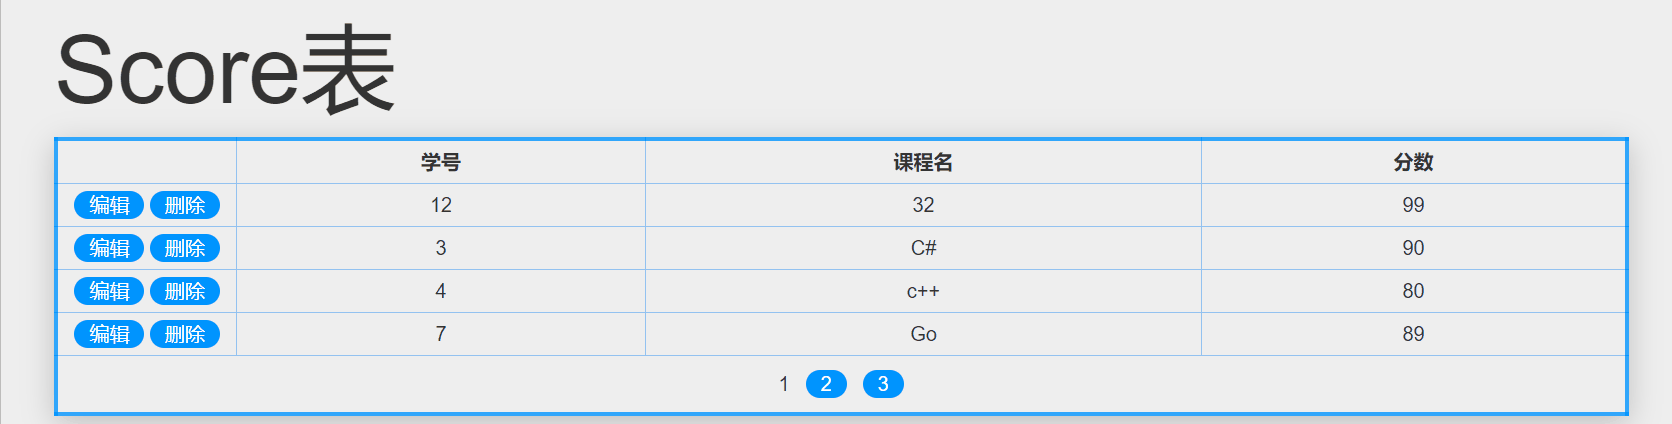 Score表
学号 课程名 分数
编辑 删除 12 32 99
编辑 删除 3 C# 90
编辑 删除 4 c++ 80
编辑 删除 7 Go 89
1 2 3